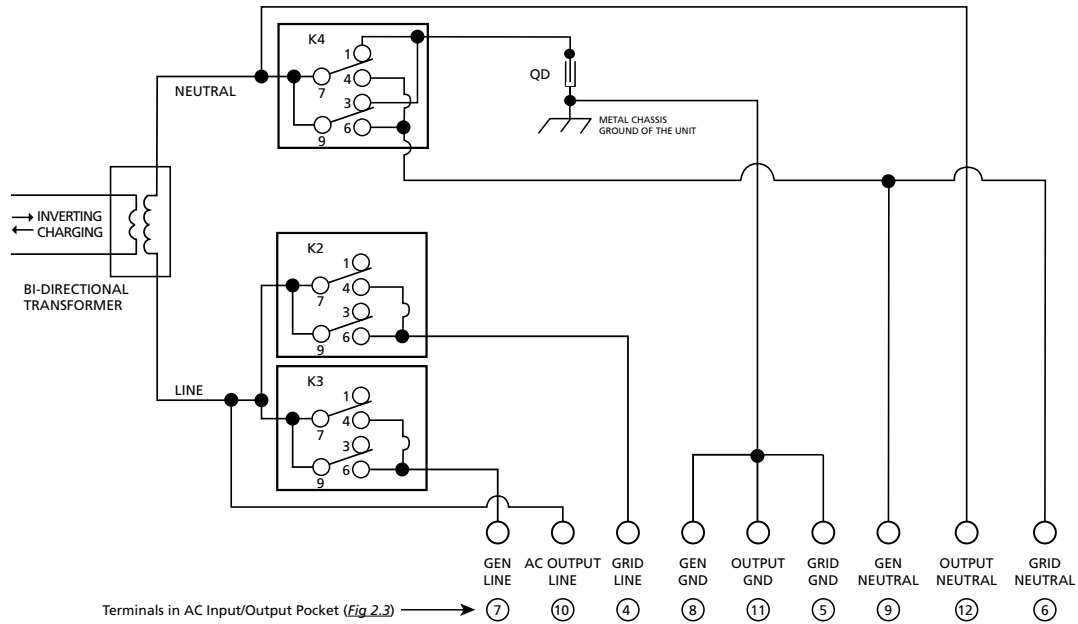 K4
1
4
7
3
6
9
NEUTRAL
QD
METAL CHASSIS
GROUND OF THE UNIT
INVERTING
CHARGING
BI-DIRECTIONAL
TRANSFORMER
K2
1
4
7
3
6
9
LINE
K3
1
4
7
3
6
9
GEN
LINE
AC OUTPUT
LINE
GRID
LINE
GEN
GND
OUTPUT
GND
GRID
GND
GEN
NEUTRAL
OUTPUT
NEUTRAL
GRID
NEUTRAL
Terminals in AC Input/Output Pocket (Fig 2.3)
7
10
4
8
11
5
9
12
6